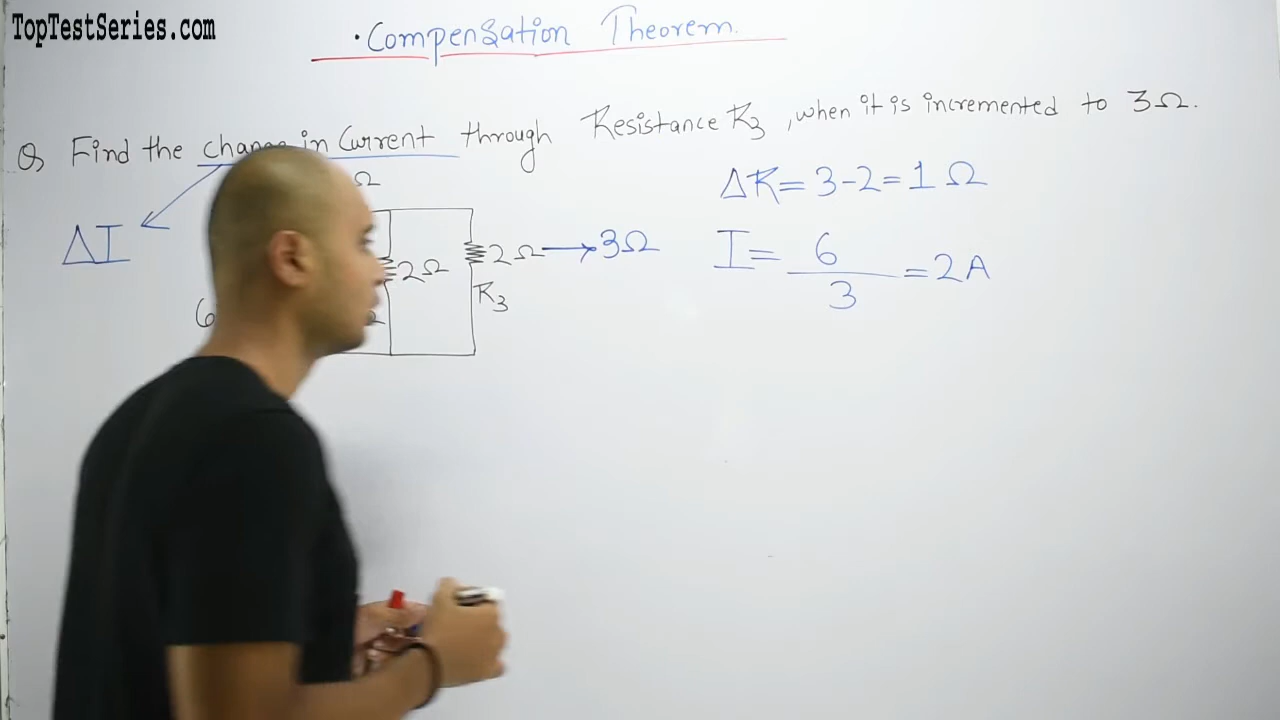 TopTestSeries.com
• Compensation Theorem.
Q Find the change in Current through Resistance R3, when it is incremented to 3Ω.
ΔI
Ω
2Ω
2Ω → 3Ω
R3
6
ΔR = 3-2 = 1 Ω
I = 6/3 = 2A